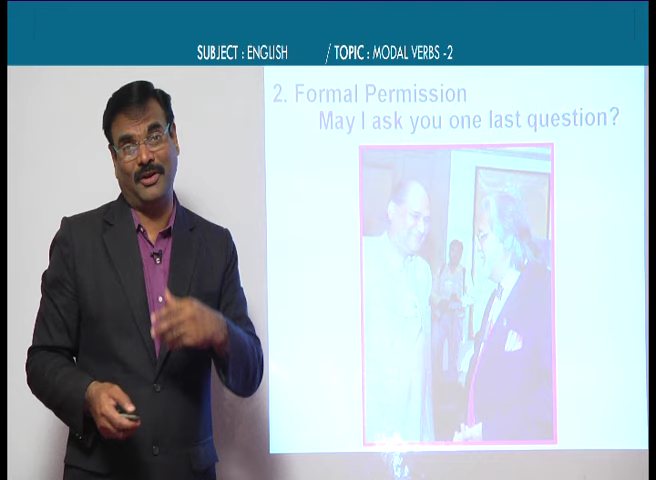 SUBJECT : ENGLISH / TOPIC : MODAL VERBS -2
2. Formal Permission
May I ask you one last question?